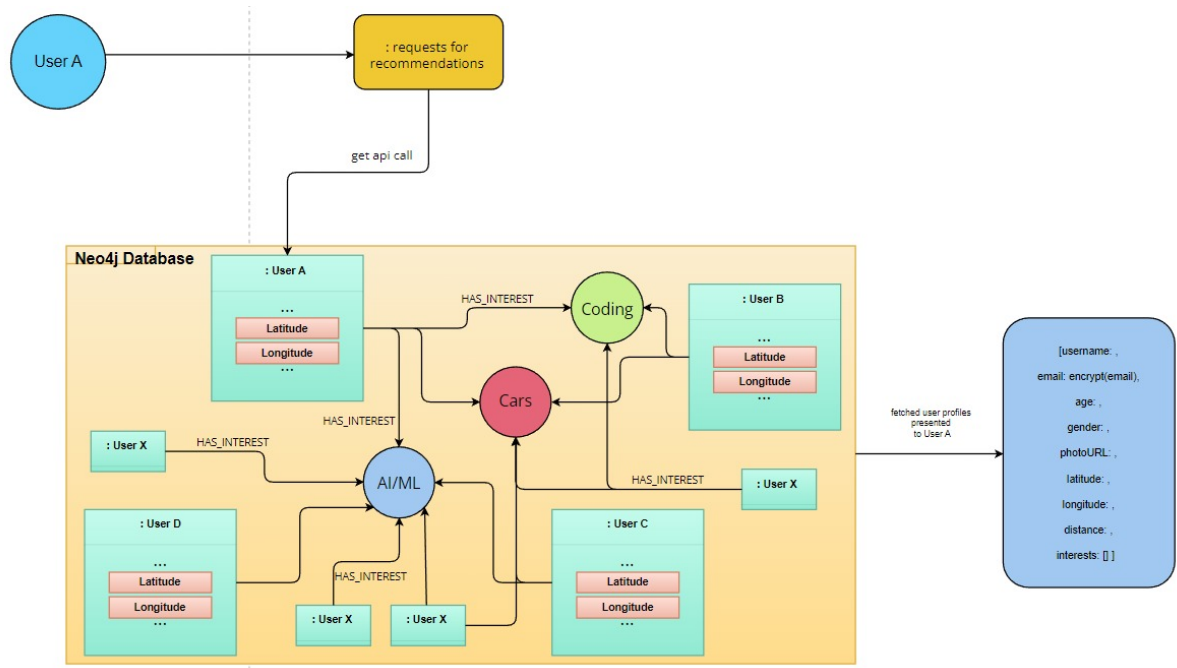 User A
: requests for
recommendations
get api call
Neo4j Database
: User A
...
Latitude
Longitude
...
HAS_INTEREST
Coding
: User B
...
Latitude
Longitude
...
Cars
HAS_INTEREST
: User X
HAS_INTEREST
AI/ML
HAS_INTEREST
: User X
: User D
...
Latitude
Longitude
...
HAS_INTEREST
: User X
: User X
: User C
...
Latitude
Longitude
...
fetched user profiles
presented
to User A
[username: ,
email: encrypt(email),
age: ,
gender: ,
photoURL: ,
latitude: ,
longitude: ,
distance: ,
interests: [] ]